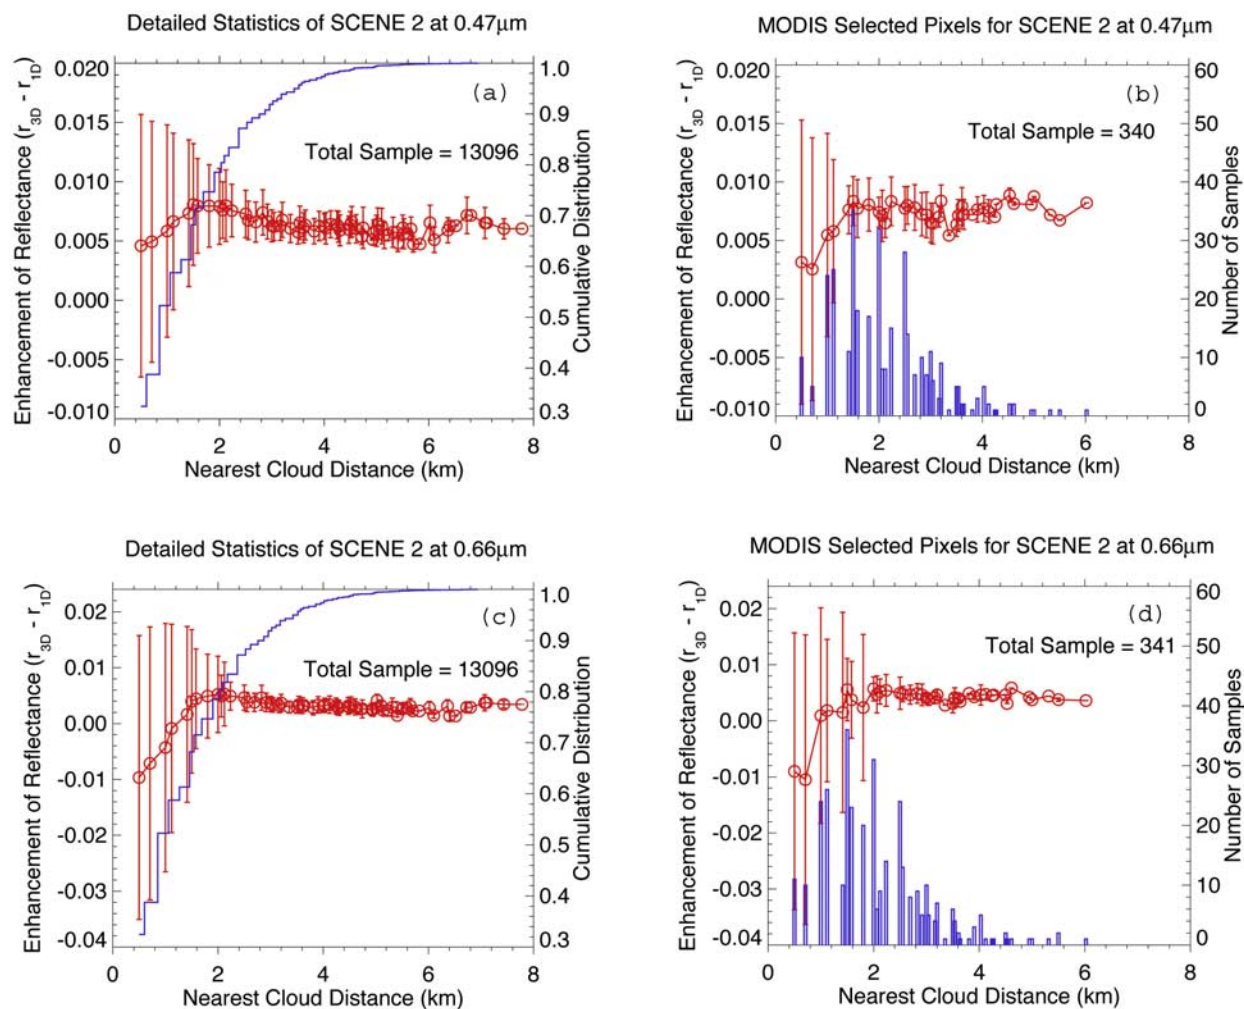 Detailed Statistics of SCENE 2 at 0.47μm
Enhancement of Reflectance (r3D - r1D)
0.020
0.015
0.010
0.005
0.000
-0.005
-0.010
(a)
Total Sample = 13096
1.0
0.9
0.8
0.7
0.6
0.5
0.4
0.3
Cumulative Distribution
0 2 4 6 8
Nearest Cloud Distance (km)
MODIS Selected Pixels for SCENE 2 at 0.47μm
Enhancement of Reflectance (r3D - r1D)
0.020
0.015
0.010
0.005
0.000
-0.005
-0.010
(b)
Total Sample = 340
60
50
40
30
20
10
0
Number of Samples
0 2 4 6 8
Nearest Cloud Distance (km)
Detailed Statistics of SCENE 2 at 0.66μm
Enhancement of Reflectance (r3D - r1D)
0.02
0.01
0.00
-0.01
-0.02
-0.03
-0.04
(c)
Total Sample = 13096
1.0
0.9
0.8
0.7
0.6
0.5
0.4
0.3
Cumulative Distribution
0 2 4 6 8
Nearest Cloud Distance (km)
MODIS Selected Pixels for SCENE 2 at 0.66μm
Enhancement of Reflectance (r3D - r1D)
0.02
0.01
0.00
-0.01
-0.02
-0.03
-0.04
(d)
Total Sample = 341
60
50
40
30
20
10
0
Number of Samples
0 2 4 6 8
Nearest Cloud Distance (km)